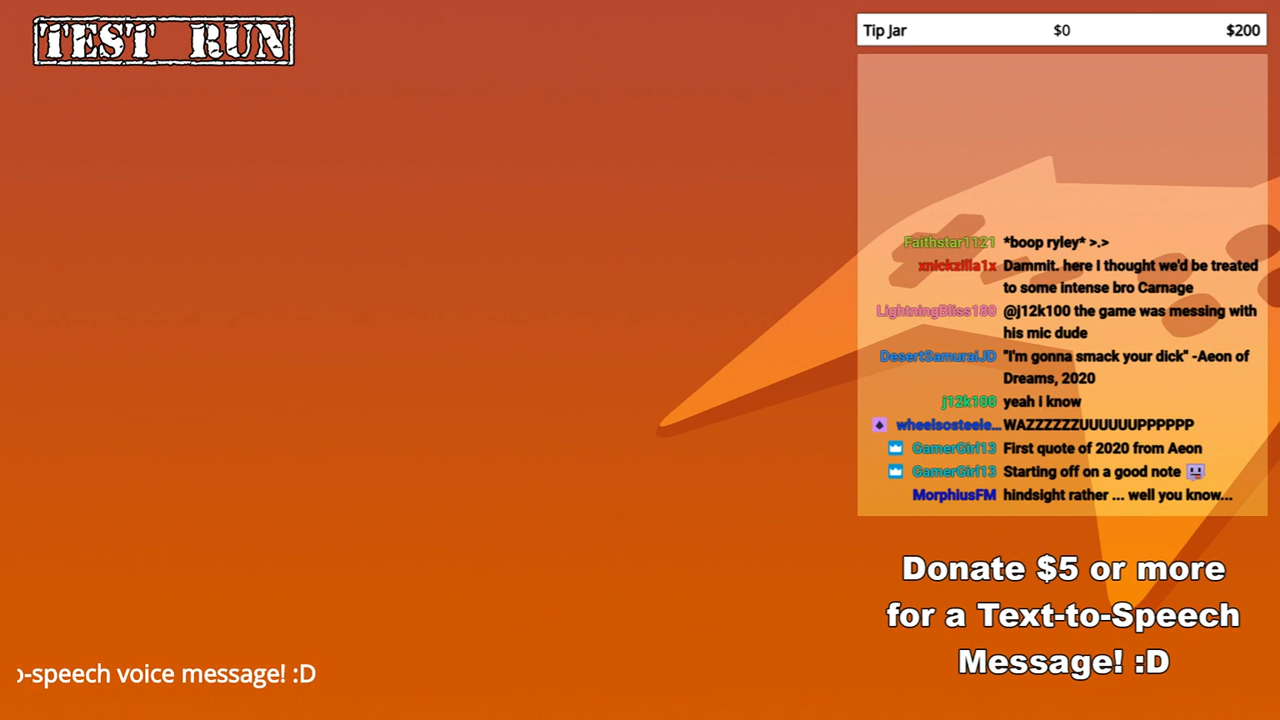 TEST RUN
Tip Jar $0 $200
Faithstar1121 *boop ryley* >.>
xnickzilla1x Dammit. here I thought we'd be treated
to some intense bro Carnage
LightningBliss180 @j12k100 the game was messing with
his mic dude
DesertSamuraiJD "I'm gonna smack your dick" -Aeon of
Dreams, 2020
j12k100 yeah i know
wheelsosteele... WAZZZZZZUUUUUUPPPPPP
GamerGirl13 First quote of 2020 from Aeon
GamerGirl13 Starting off on a good note
MorphiusFM hindsight rather ... well you know...
Donate $5 or more
for a Text-to-Speech
Message! :D
o-speech voice message! :D